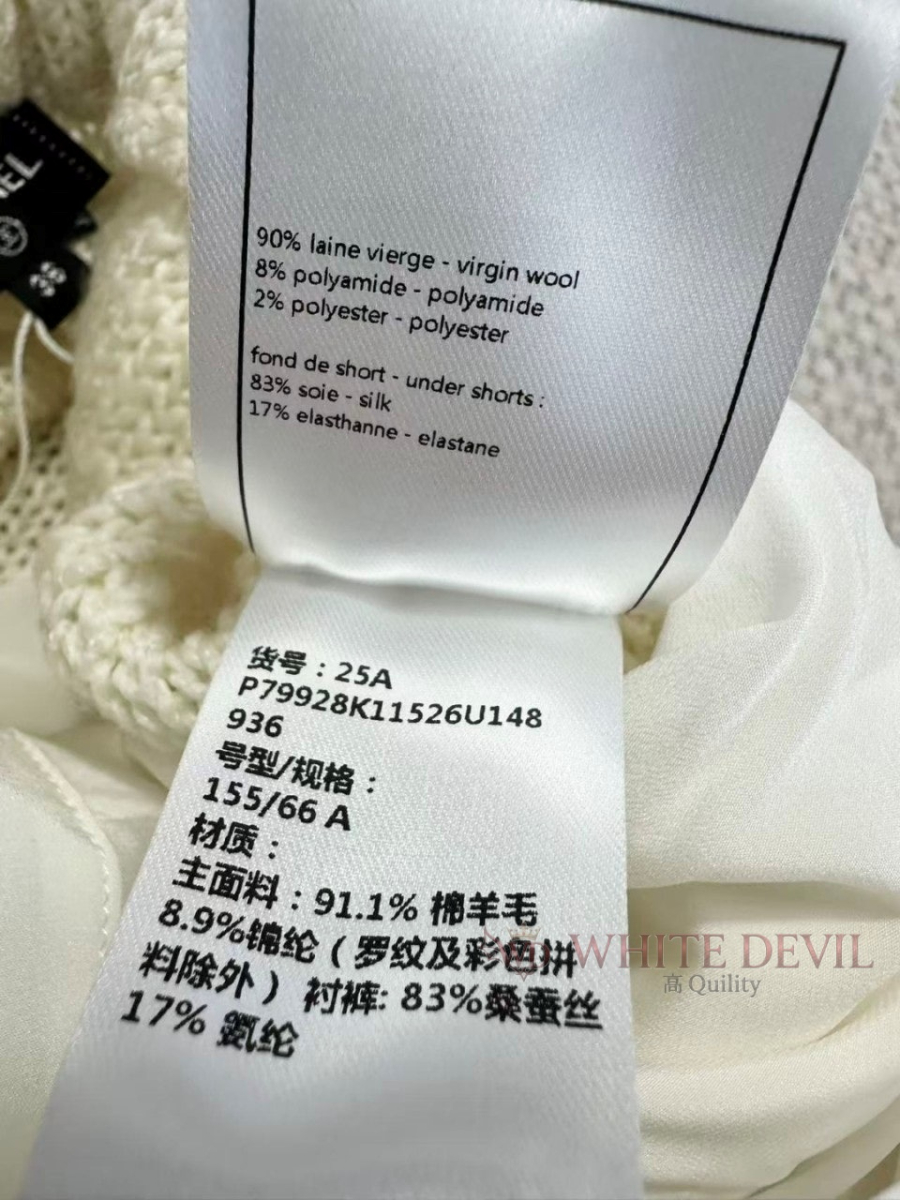 90% laine vierge - virgin wool
8% polyamide - polyamide
2% polyester - polyester
fond de short - under shorts :
83% soie - silk
17% elasthanne - elastane
货号：25A
P79928K11526U148
936
号型/规格：
155/66 A
材质：
主面料：91.1% 棉羊毛
8.9%锦纶（罗纹及彩色拼
料除外） 衬裤: 83%桑蚕丝
17% 氨纶
WHITE DEVIL
高 Quility